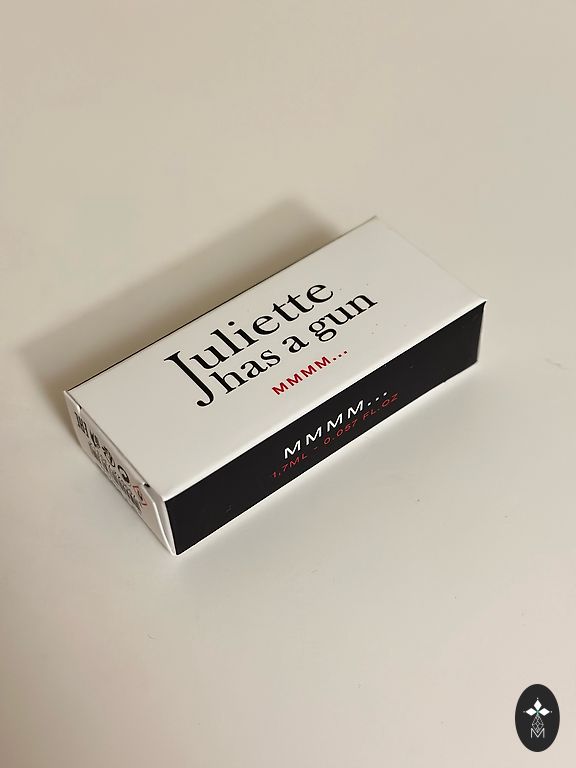 Juliette
has a gun
MMMM...
MMMM...
1,7ML - 0.057 FL.OZ